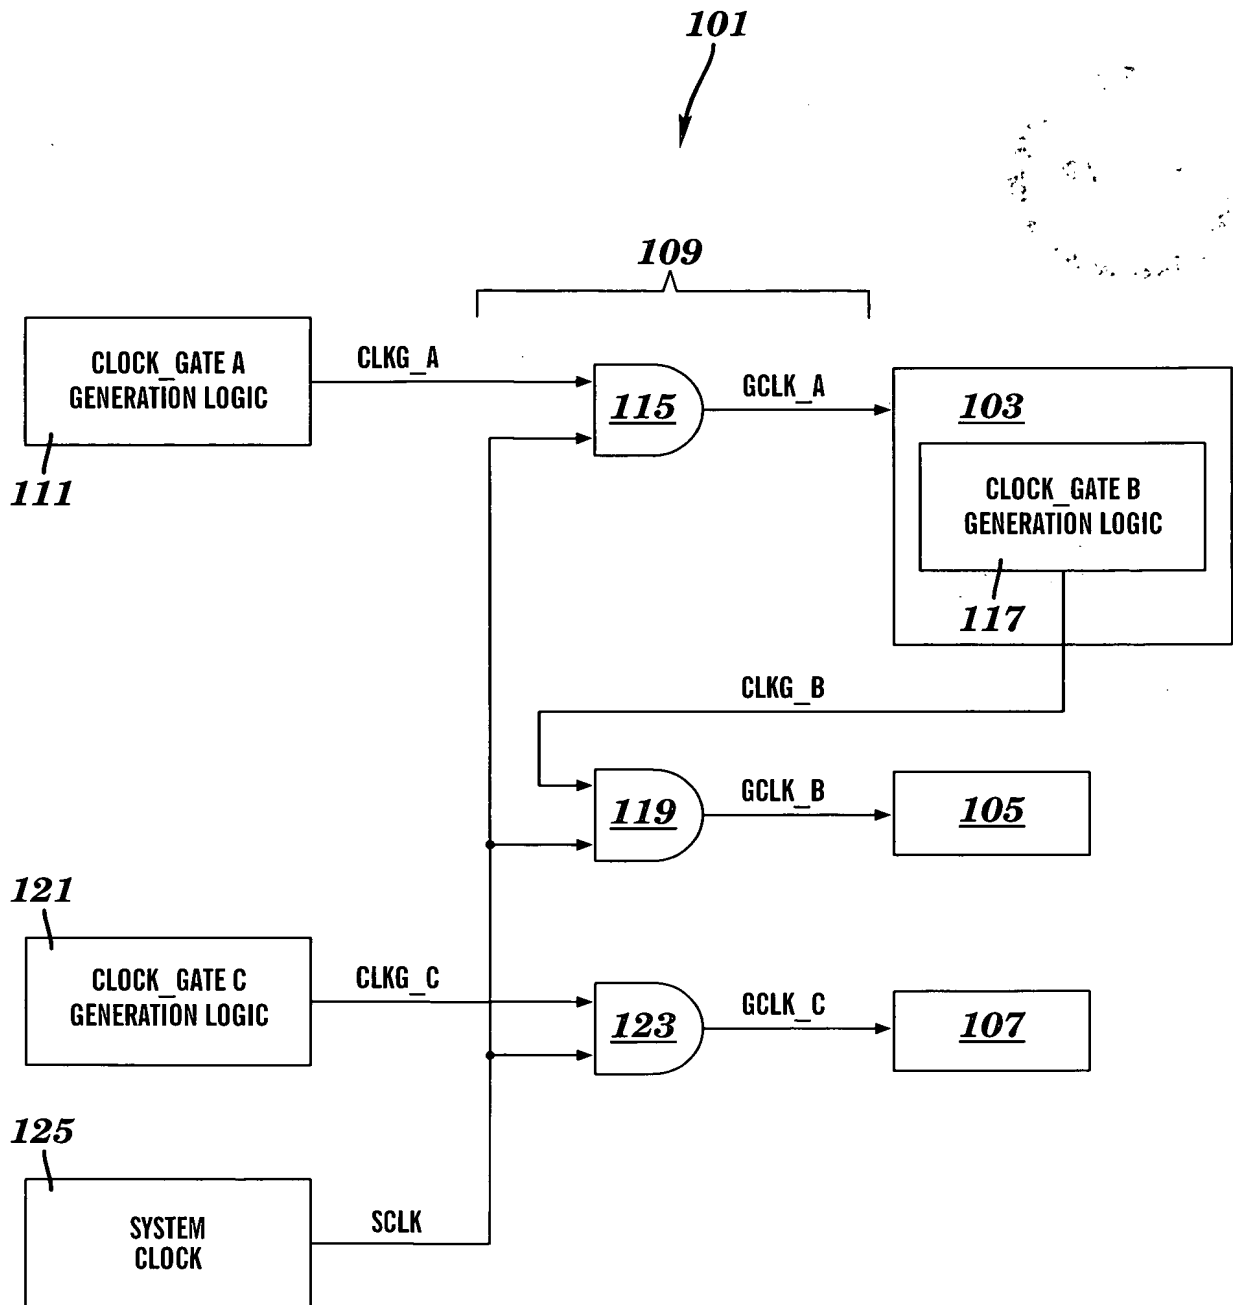 101
109
CLOCK_GATE A
GENERATION LOGIC
CLKG_A
115
GCLK_A
103
111
CLOCK_GATE B
GENERATION LOGIC
117
CLKG_B
119
GCLK_B
105
121
CLOCK_GATE C
GENERATION LOGIC
CLKG_C
123
GCLK_C
107
125
SYSTEM
CLOCK
SCLK